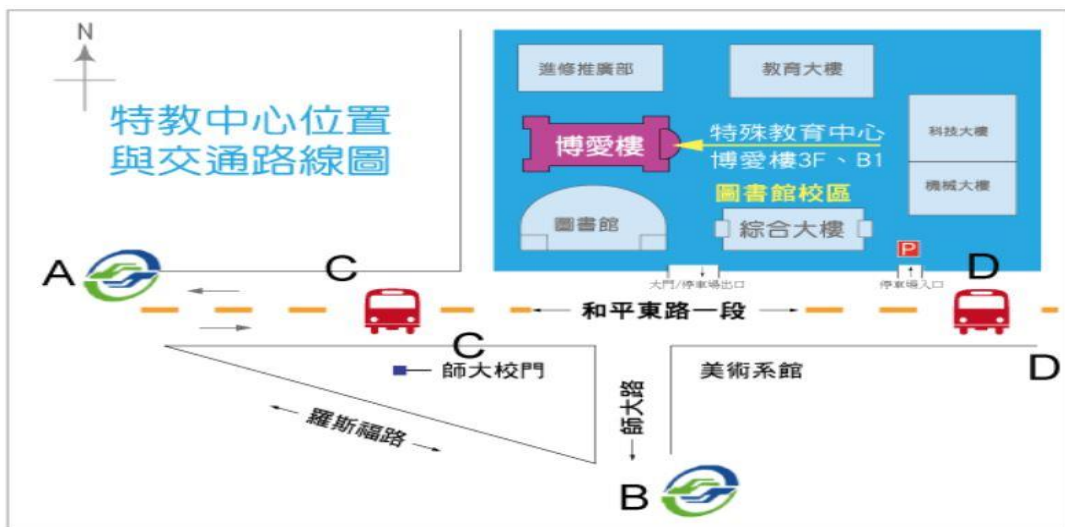 N
特教中心位置
與交通路線圖
進修推廣部
教育大樓
博愛樓
特殊教育中心
博愛樓3F、B1
科技大樓
圖書館校區
機械大樓
圖書館
綜合大樓
P
A
C
D
大門/停車場出口
停車場入口
和平東路一段
C
師大校門
美術系館
D
羅斯福路
師大路
B